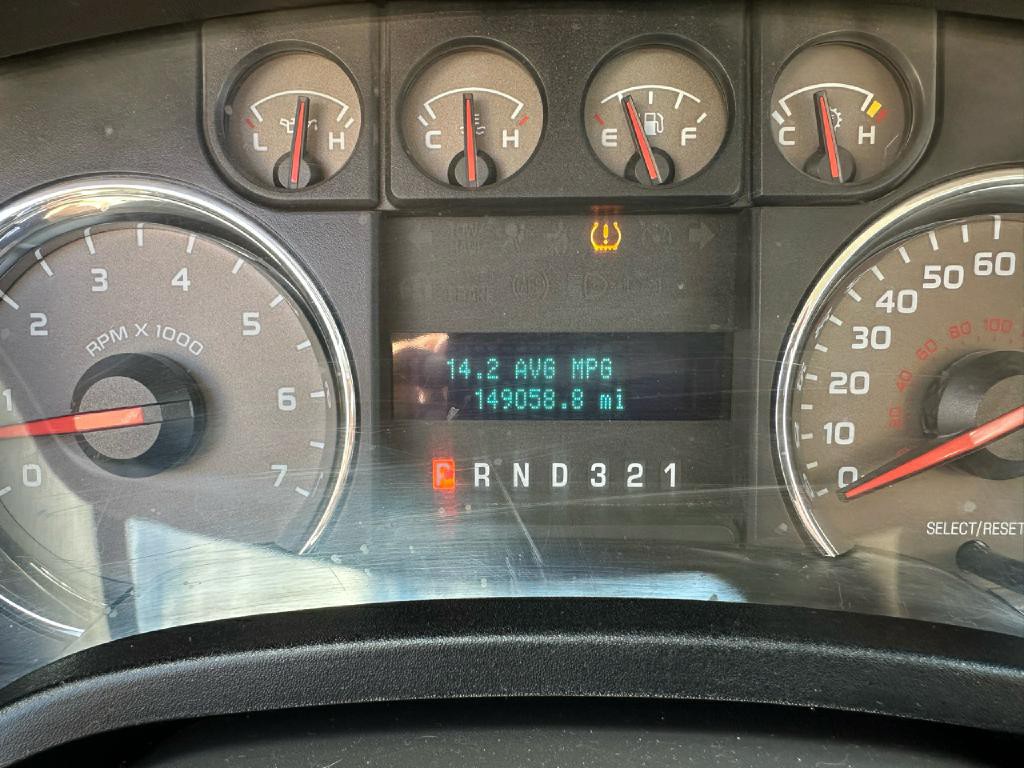 L H
C H
E F
C H
0 1 2 3 4 5 6 7
RPM X 1000
14.2 AVG MPG
149058.8 mi
P R N D 3 2 1
0 10 20 30 40 50 60
40 60 80 100
SELECT/RESET